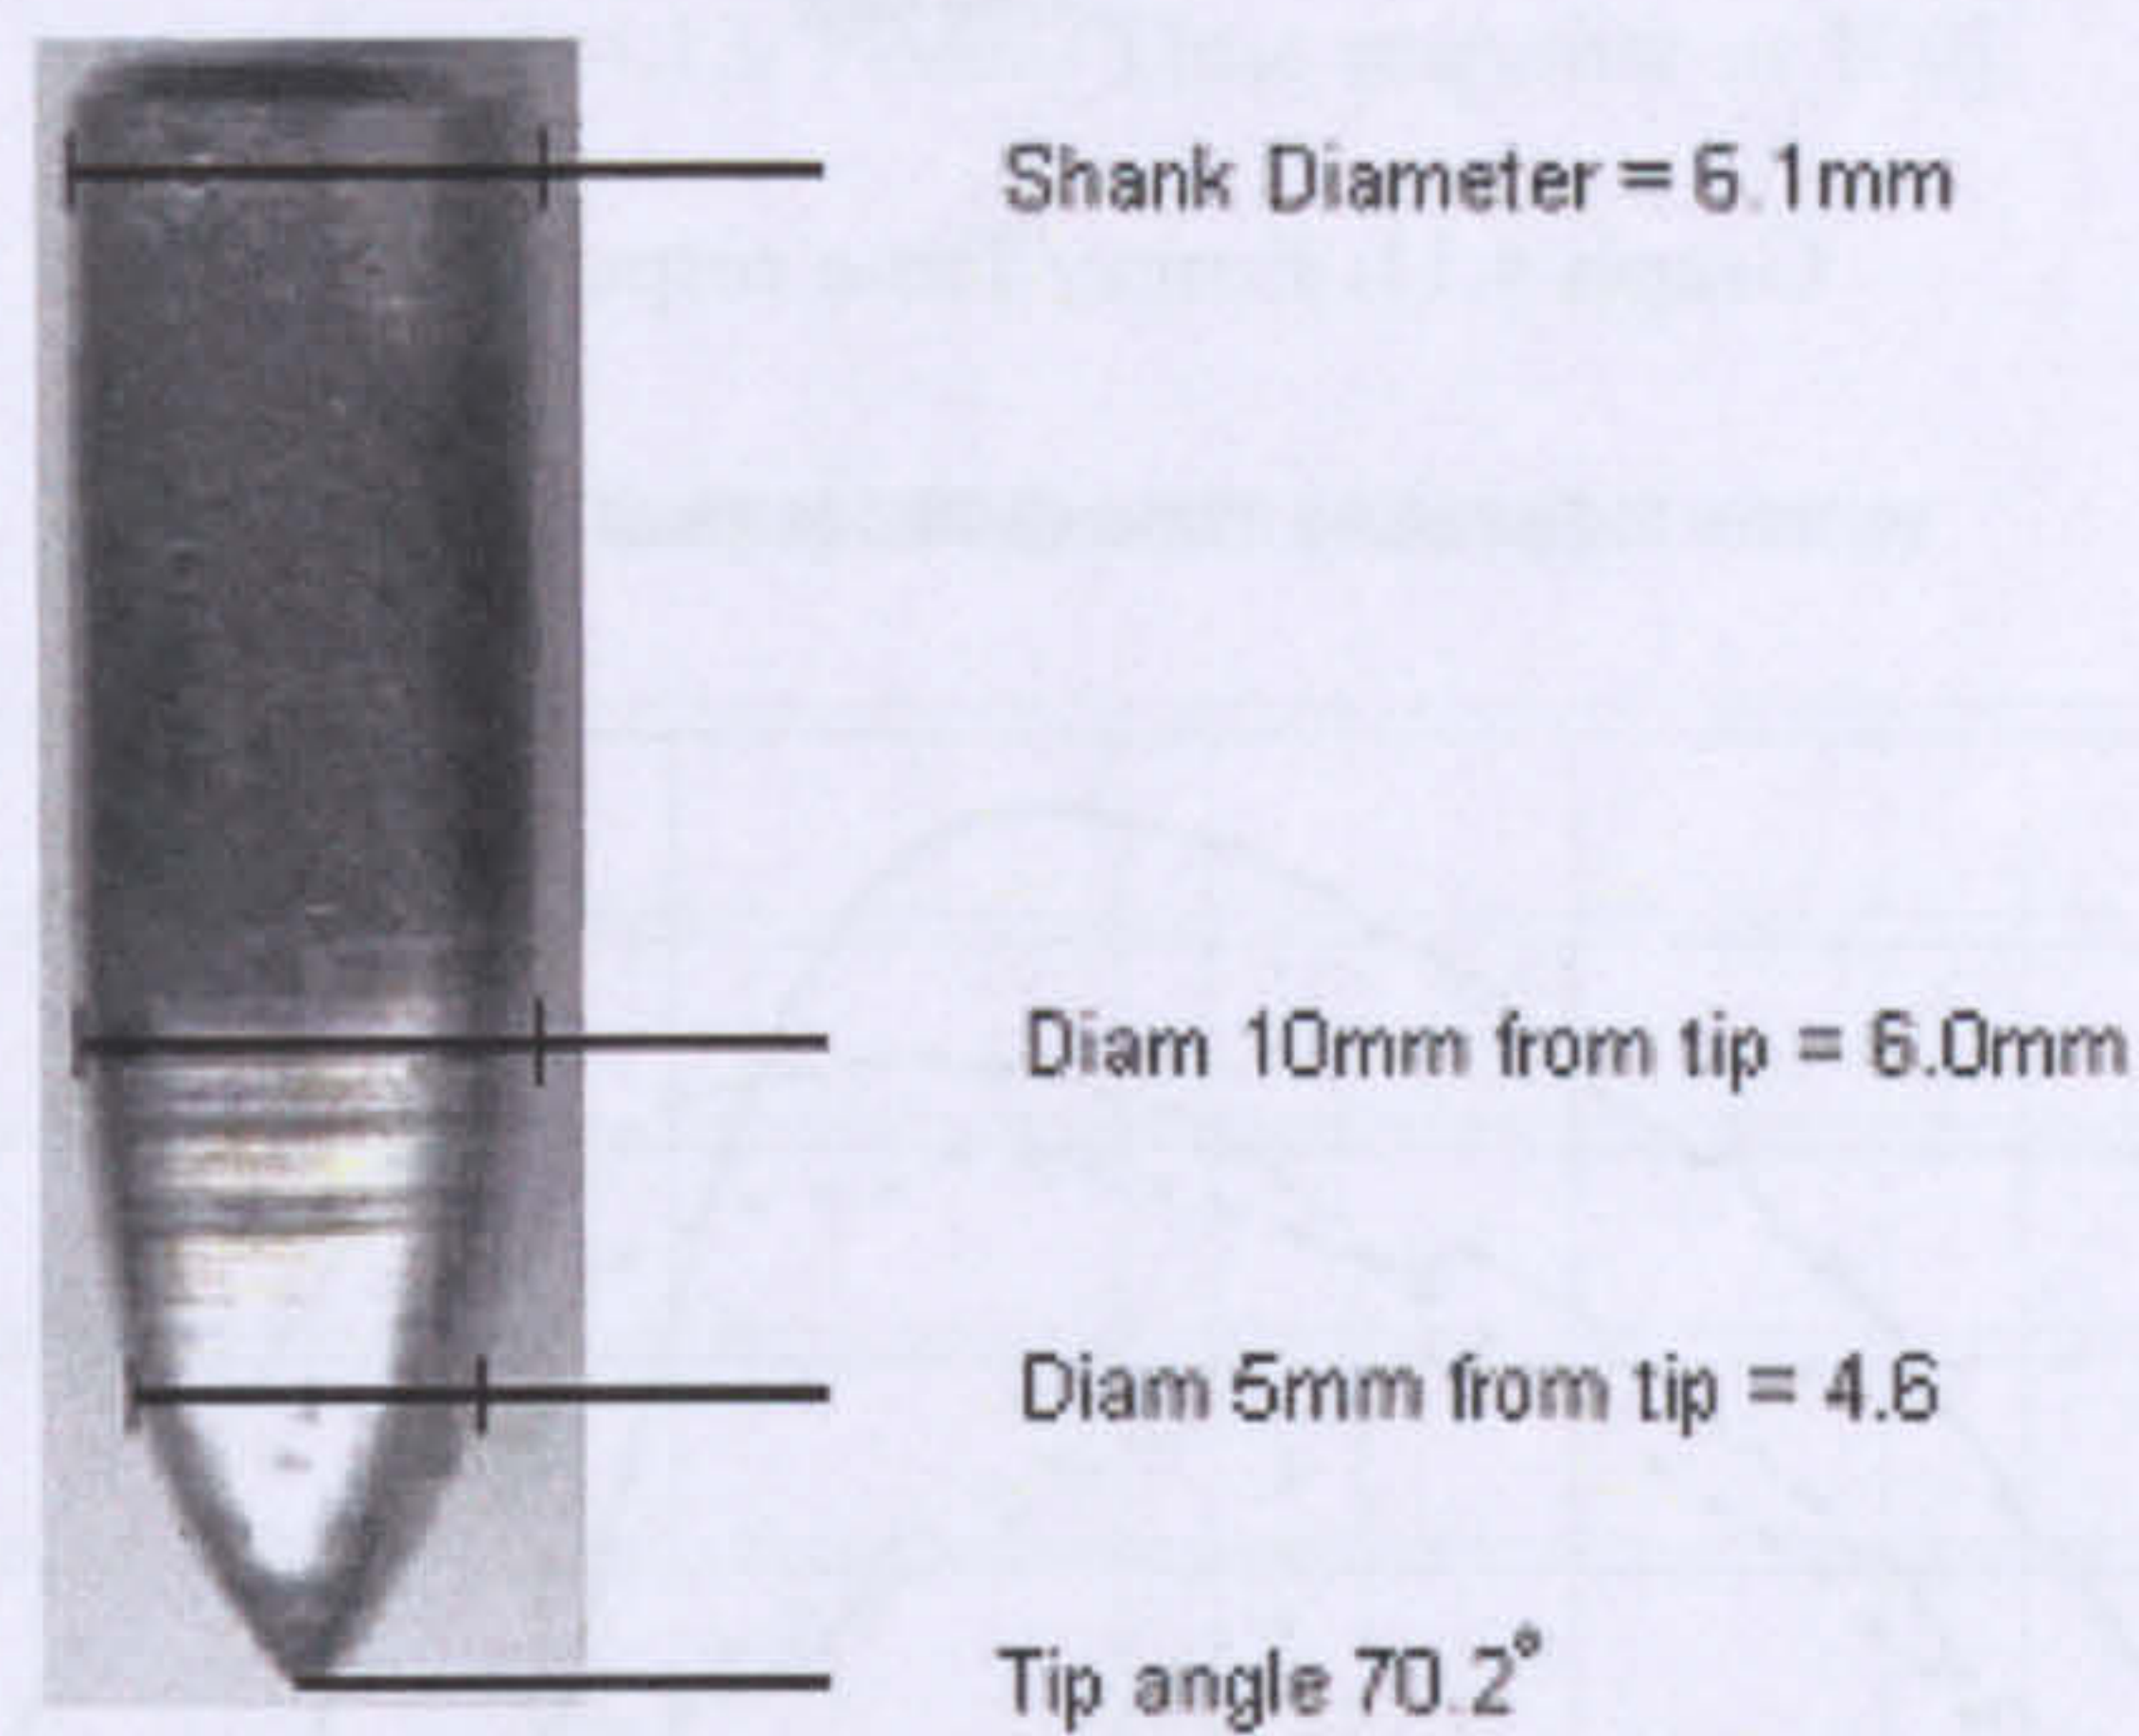 Shank Diameter = 6.1mm
Diam 10mm from tip = 6.0mm
Diam 5mm from tip = 4.6
Tip angle 70.2°